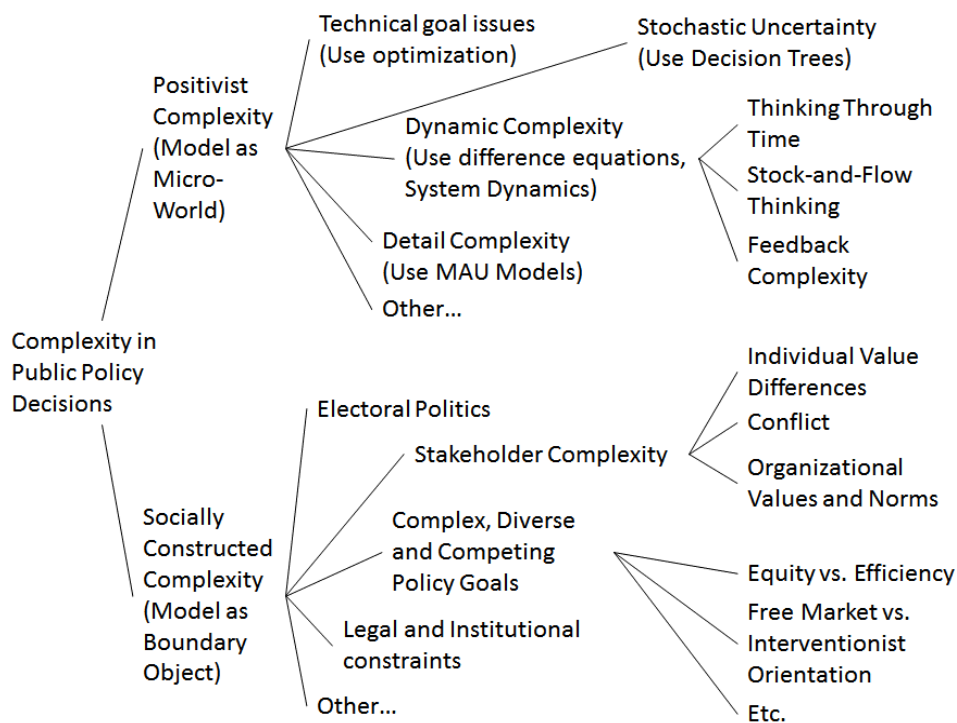 Complexity in
Public Policy
Decisions
Positivist
Complexity
(Model as
Micro-
World)
Technical goal issues
(Use optimization)
Stochastic Uncertainty
(Use Decision Trees)
Dynamic Complexity
(Use difference equations,
System Dynamics)
Thinking Through
Time
Stock-and-Flow
Thinking
Feedback
Complexity
Detail Complexity
(Use MAU Models)
Other...
Socially
Constructed
Complexity
(Model as
Boundary
Object)
Electoral Politics
Stakeholder Complexity
Individual Value
Differences
Conflict
Organizational
Values and Norms
Complex, Diverse
and Competing
Policy Goals
Equity vs. Efficiency
Free Market vs.
Interventionist
Orientation
Etc.
Legal and Institutional
constraints
Other...